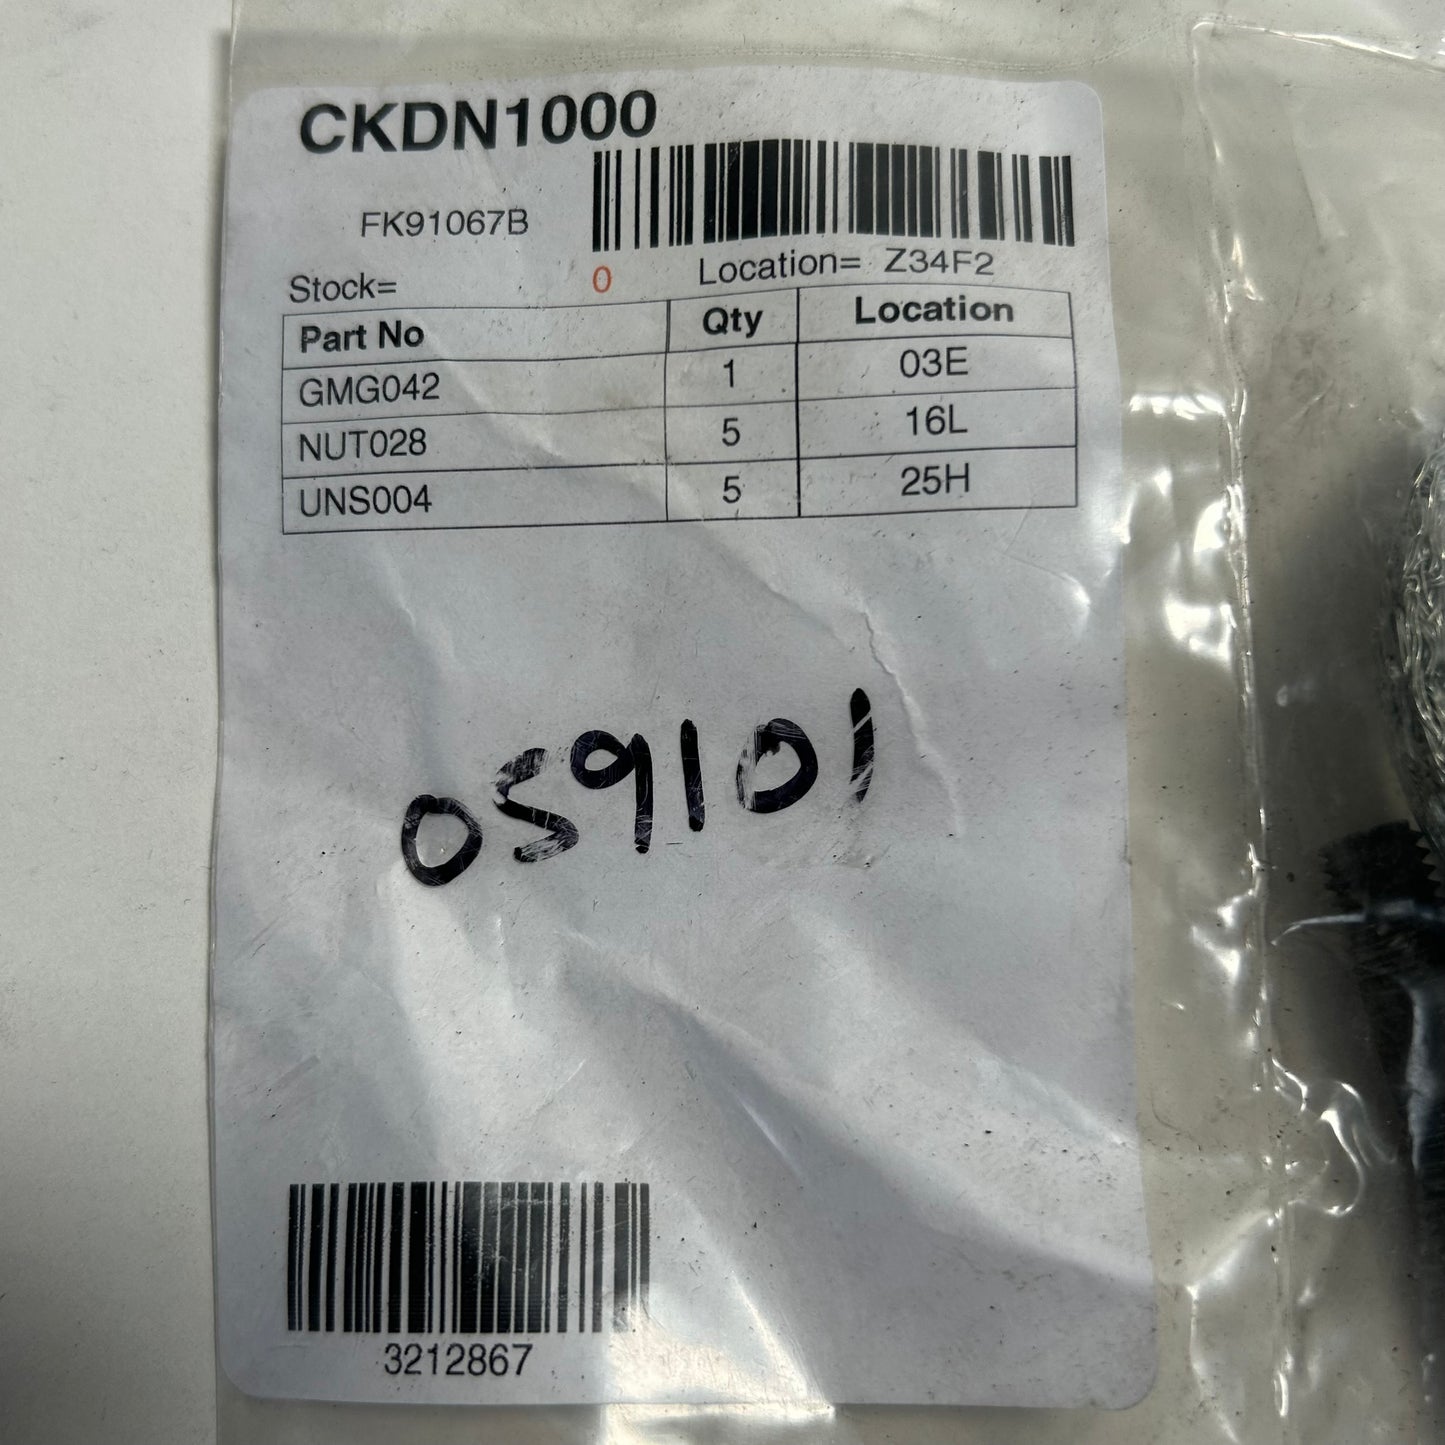 CKDN1000
FK91067B
Stock= 0 Location= Z34F2
Part No Qty Location
GMG042 1 03E
NUT028 5 16L
UNS004 5 25H
059101
3212867